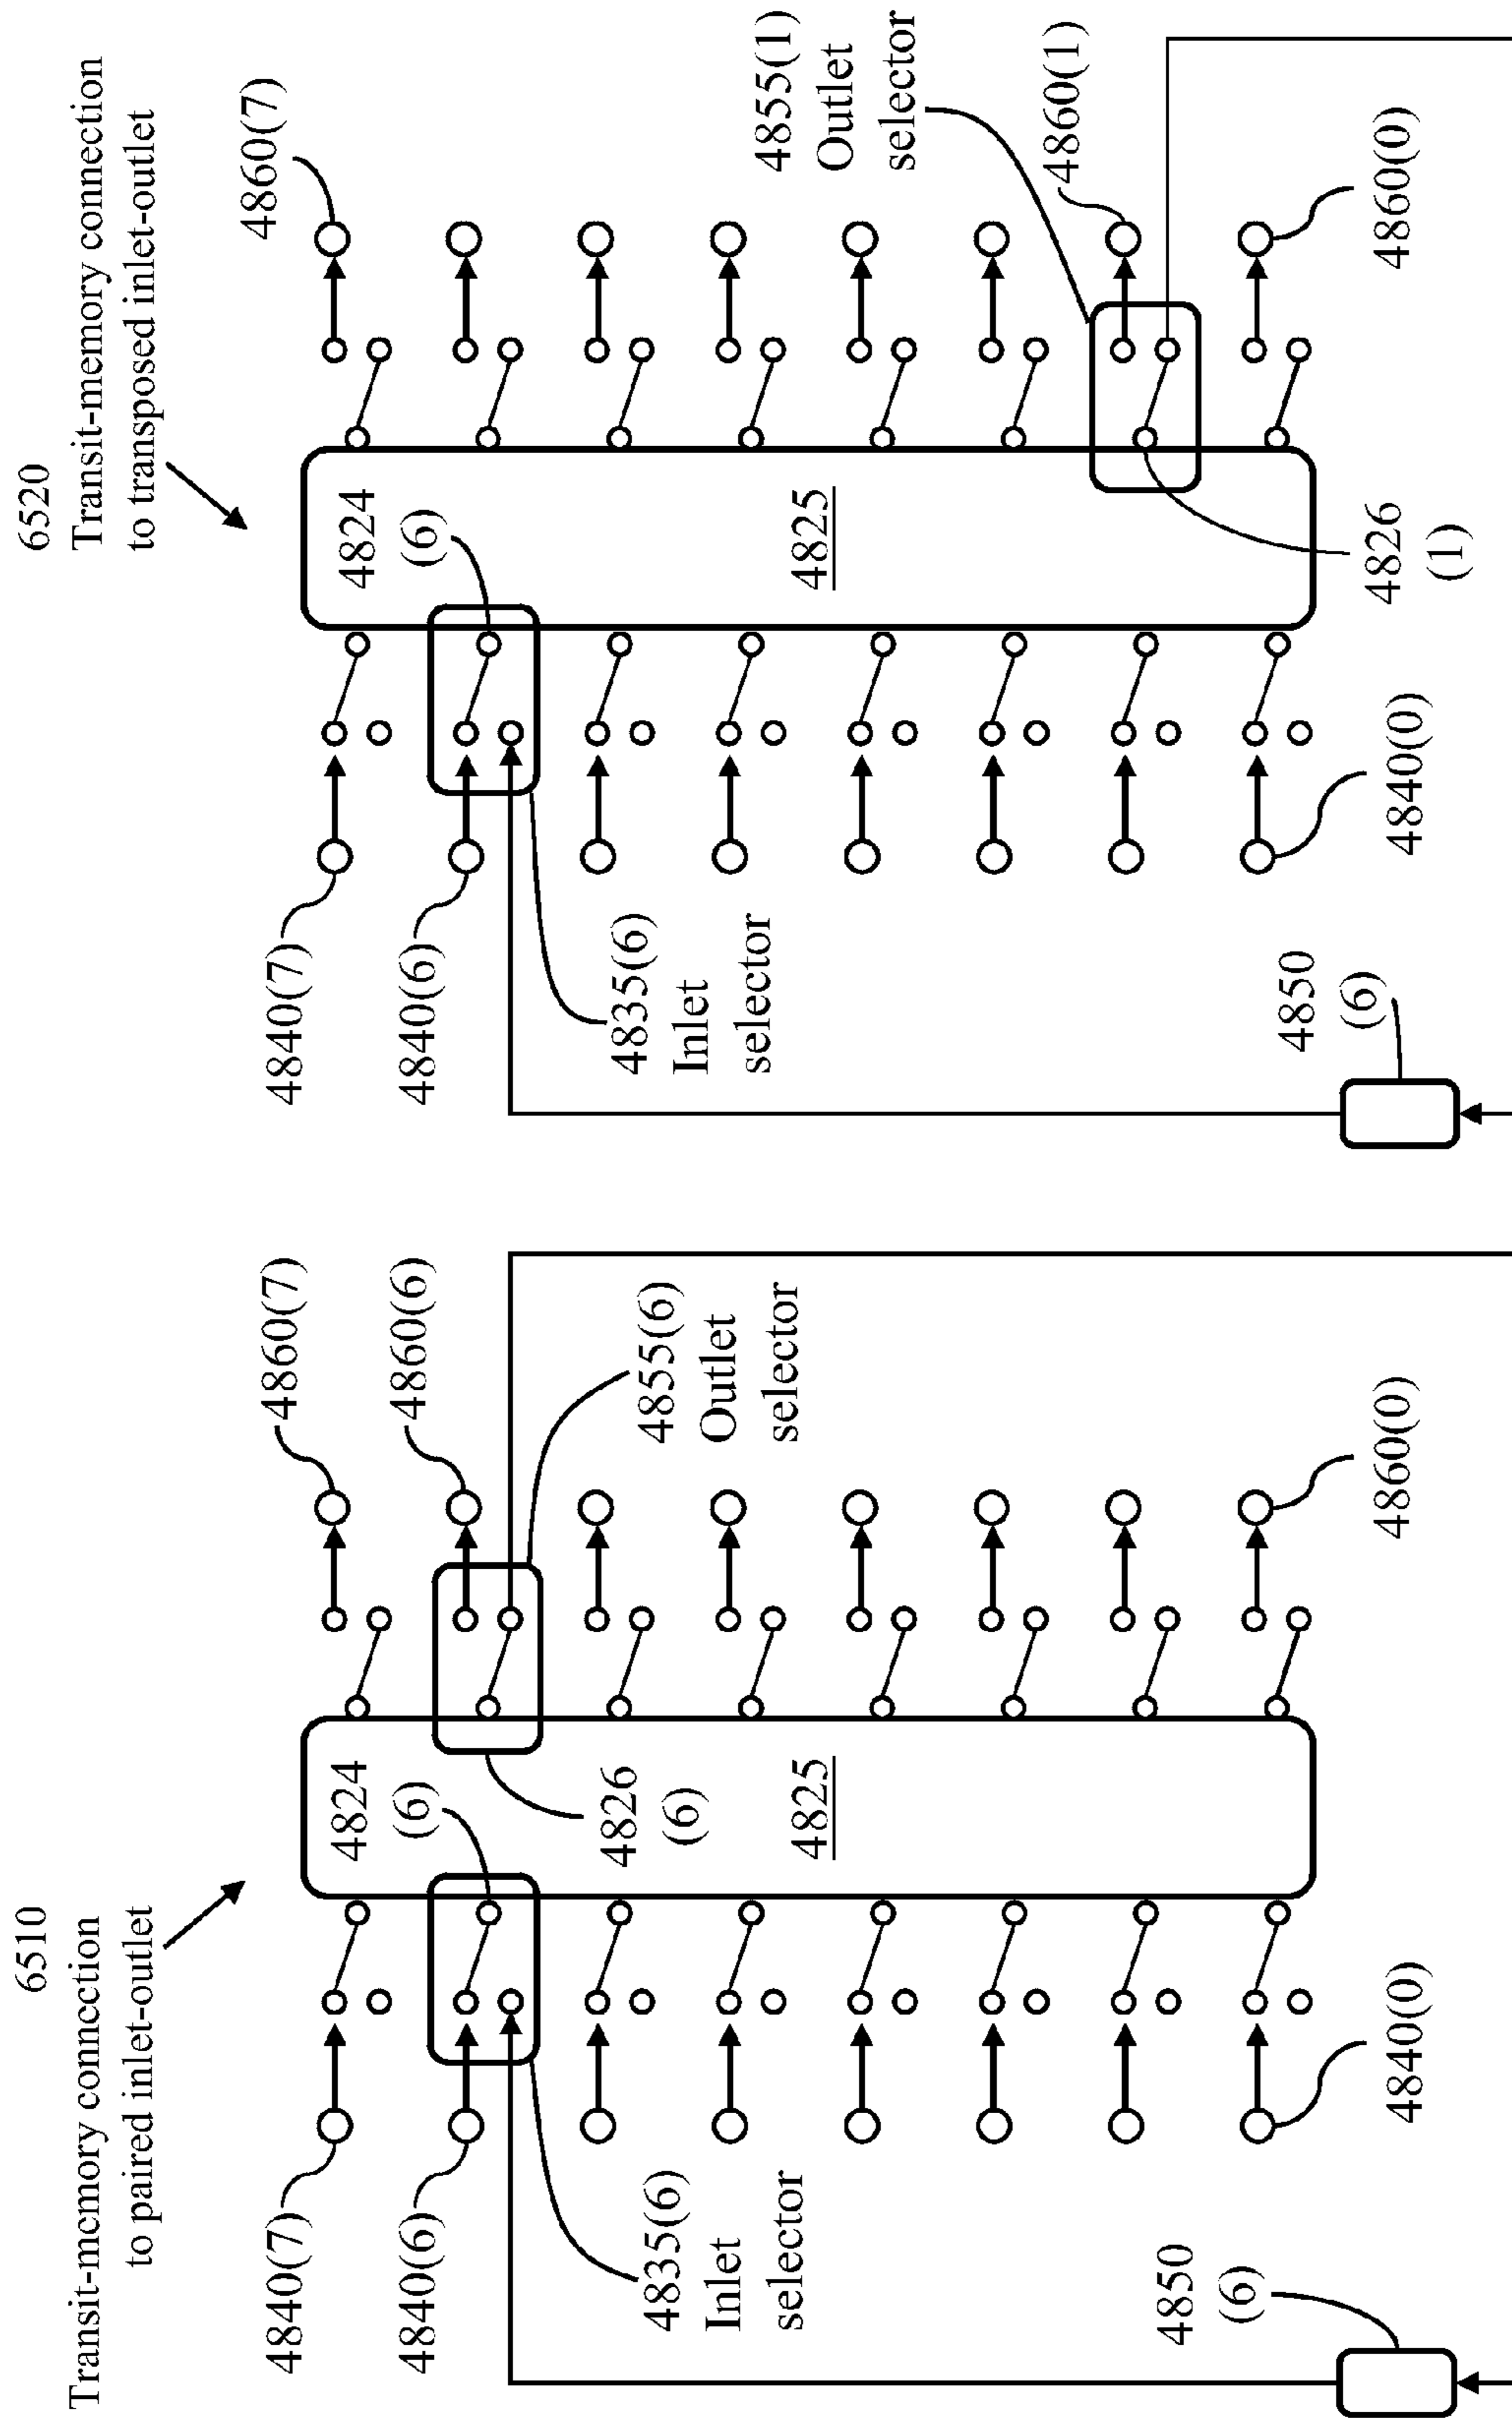 6510
Transit-memory connection
to paired inlet-outlet
4840(7)
4840(6)
4835(6)
Inlet
selector
4850
(6)
4840(0)
4824
(6)
4826
(6)
4825
4860(7)
4860(6)
4855(6)
Outlet
selector
4860(0)
6520
Transit-memory connection
to transposed inlet-outlet
4840(7)
4840(6)
4835(6)
Inlet
selector
4850
(6)
4840(0)
4824
(6)
4825
4826
(1)
4860(7)
4855(1)
Outlet
selector
4860(1)
4860(0)